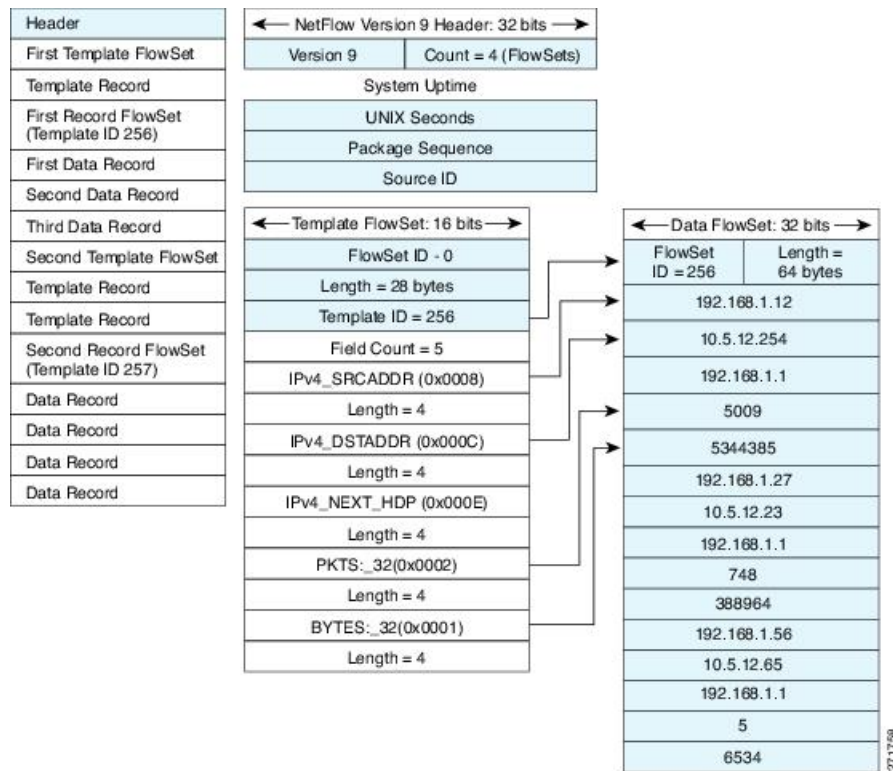 Header
First Template FlowSet
Template Record
First Record FlowSet
(Template ID 256)
First Data Record
Second Data Record
Third Data Record
Second Template FlowSet
Template Record
Template Record
Second Record FlowSet
(Template ID 257)
Data Record
Data Record
Data Record
Data Record
NetFlow Version 9 Header: 32 bits
Version 9
Count = 4 (FlowSets)
System Uptime
UNIX Seconds
Package Sequence
Source ID
Template FlowSet: 16 bits
FlowSet ID - 0
Length = 28 bytes
Template ID = 256
Field Count = 5
IPv4_SRCADDR (0x0008)
Length = 4
IPv4_DSTADDR (0x000C)
Length = 4
IPv4_NEXT_HDP (0x000E)
Length = 4
PKTS:_32(0x0002)
Length = 4
BYTES:_32(0x0001)
Length = 4
Data FlowSet: 32 bits
FlowSet
ID = 256
Length =
64 bytes
192.168.1.12
10.5.12.254
192.168.1.1
5009
5344385
192.168.1.27
10.5.12.23
192.168.1.1
748
388964
192.168.1.56
10.5.12.65
192.168.1.1
5
6534